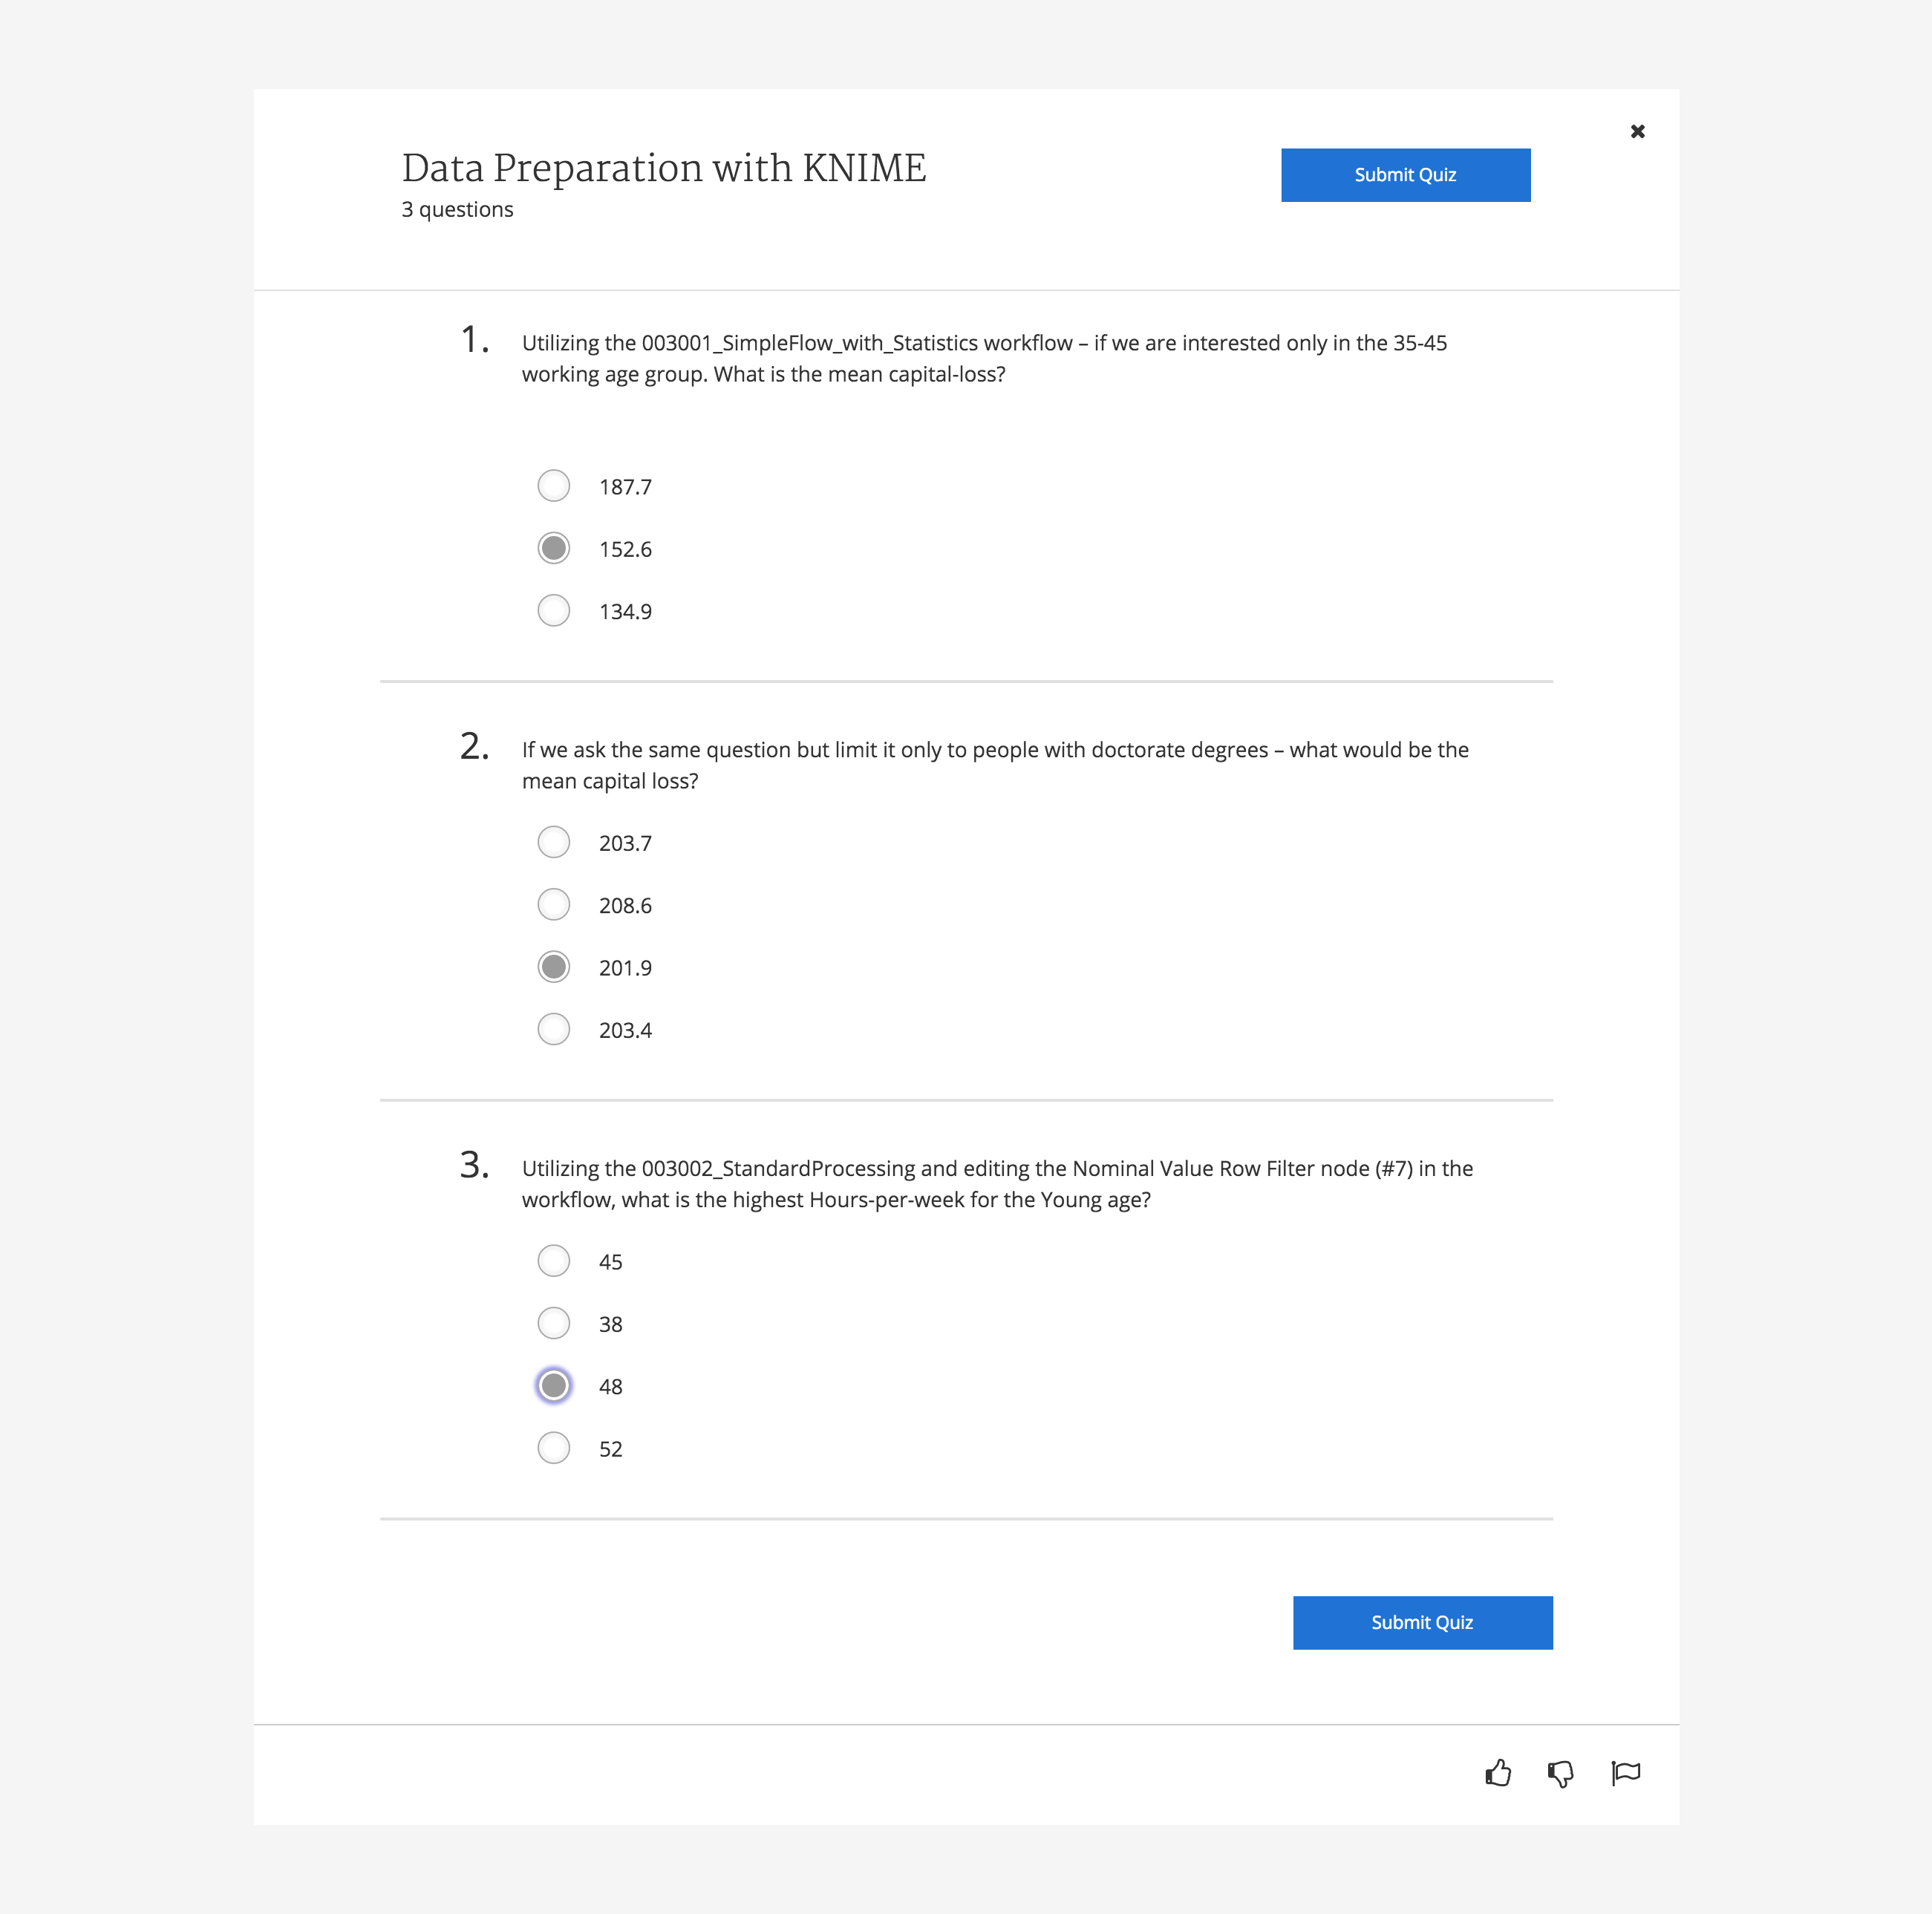 Data Preparation with KNIME
3 questions
Submit Quiz
1.
Utilizing the 003001_SimpleFlow_with_Statistics workflow – if we are interested only in the 35-45
working age group. What is the mean capital-loss?
187.7
152.6
134.9
2.
If we ask the same question but limit it only to people with doctorate degrees – what would be the
mean capital loss?
203.7
208.6
201.9
203.4
3.
Utilizing the 003002_StandardProcessing and editing the Nominal Value Row Filter node (#7) in the
workflow, what is the highest Hours-per-week for the Young age?
45
38
48
52
Submit Quiz